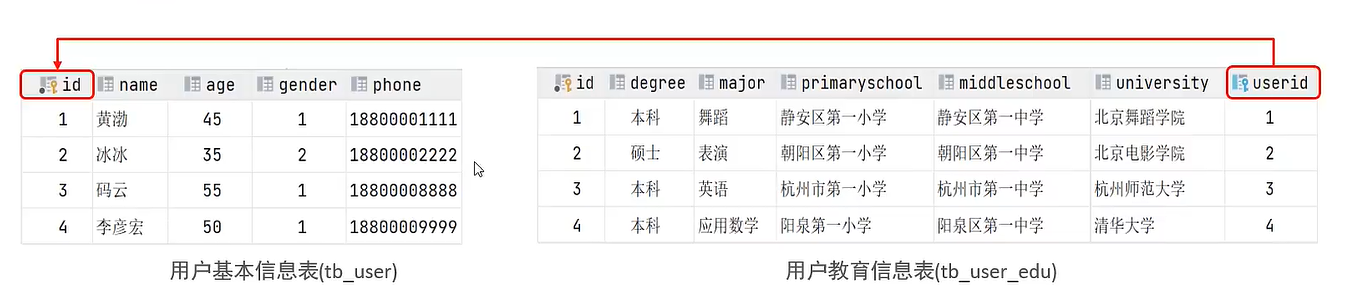 id name age gender phone
1 黄渤 45 1 18800001111
2 冰冰 35 2 18800002222
3 码云 55 1 18800008888
4 李彦宏 50 1 18800009999
用户基本信息表(tb_user)
id degree major primaryschool middleschool university userid
1 本科 舞蹈 静安区第一小学 静安区第一中学 北京舞蹈学院 1
2 硕士 表演 朝阳区第一小学 朝阳区第一中学 北京电影学院 2
3 本科 英语 杭州市第一小学 杭州市第一中学 杭州师范大学 3
4 本科 应用数学 阳泉第一小学 阳泉区第一中学 清华大学 4
用户教育信息表(tb_user_edu)